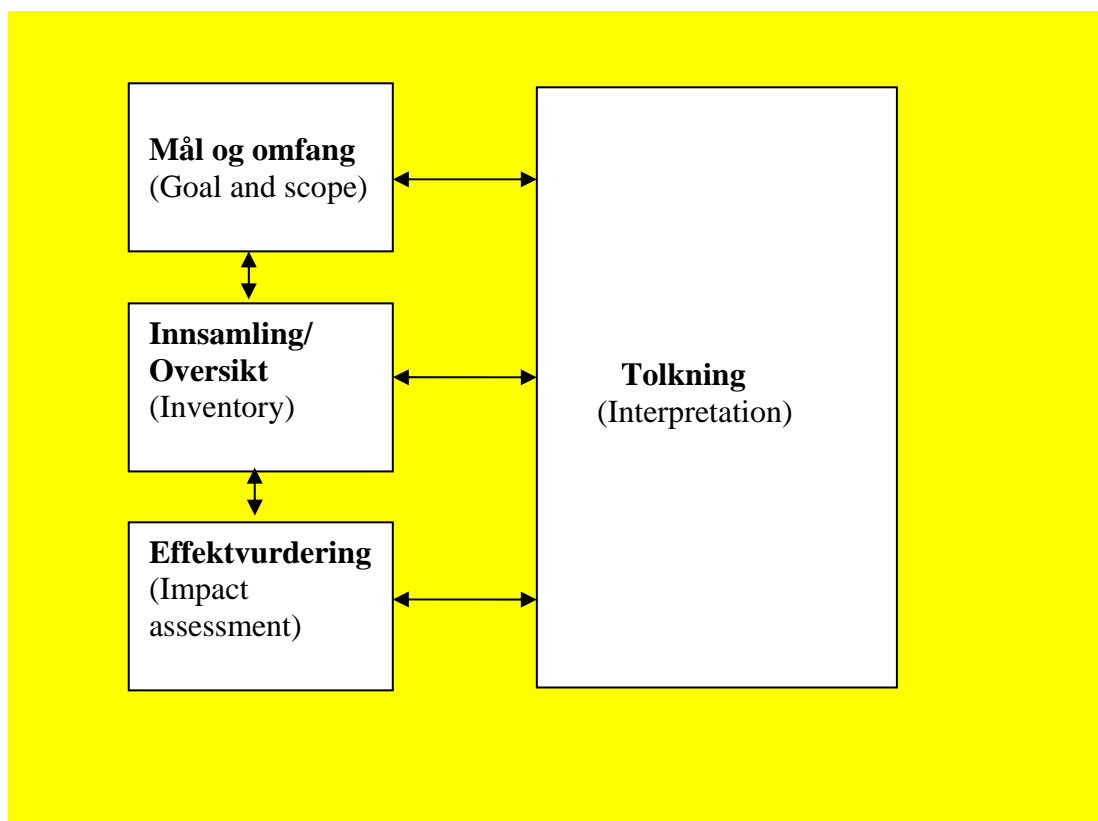 Mål og omfang
(Goal and scope)
Innsamling/
Oversikt
(Inventory)
Effektvurdering
(Impact
assessment)
Tolkning
(Interpretation)